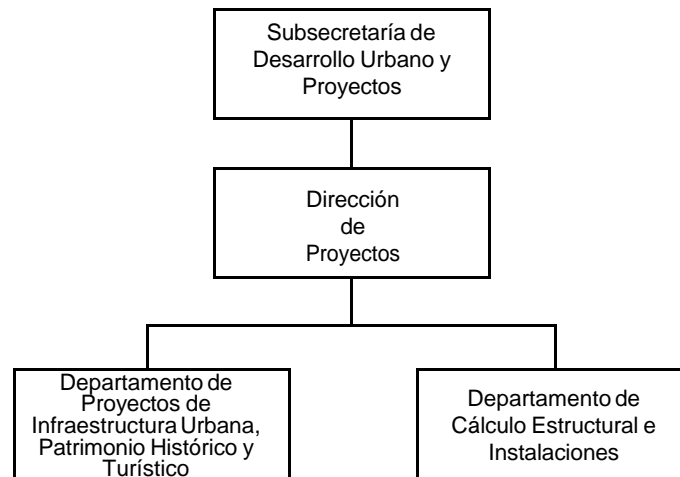 Subsecretaría de
Desarrollo Urbano y
Proyectos
Dirección
de
Proyectos
Departamento de
Proyectos de
Infraestructura Urbana,
Patrimonio Histórico y
Turístico
Departamento de
Cálculo Estructural e
Instalaciones